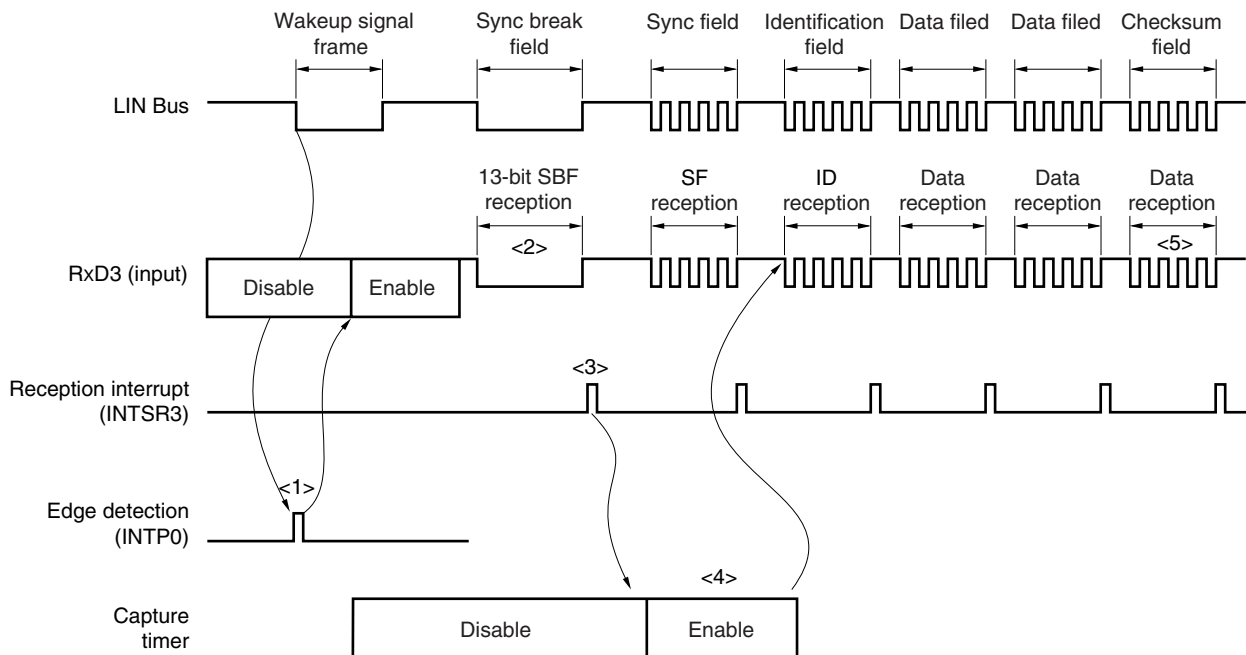 Wakeup signal
frame
Sync break
field
Sync field
Identification
field
Data filed
Data filed
Checksum
field
LIN Bus
13-bit SBF
reception
SF
reception
ID
reception
Data
reception
Data
reception
Data
reception
<2>
<5>
RxD3 (input)
Disable
Enable
Reception interrupt
(INTSR3)
<3>
Edge detection
(INTP0)
<1>
Capture
timer
Disable
<4>
Enable